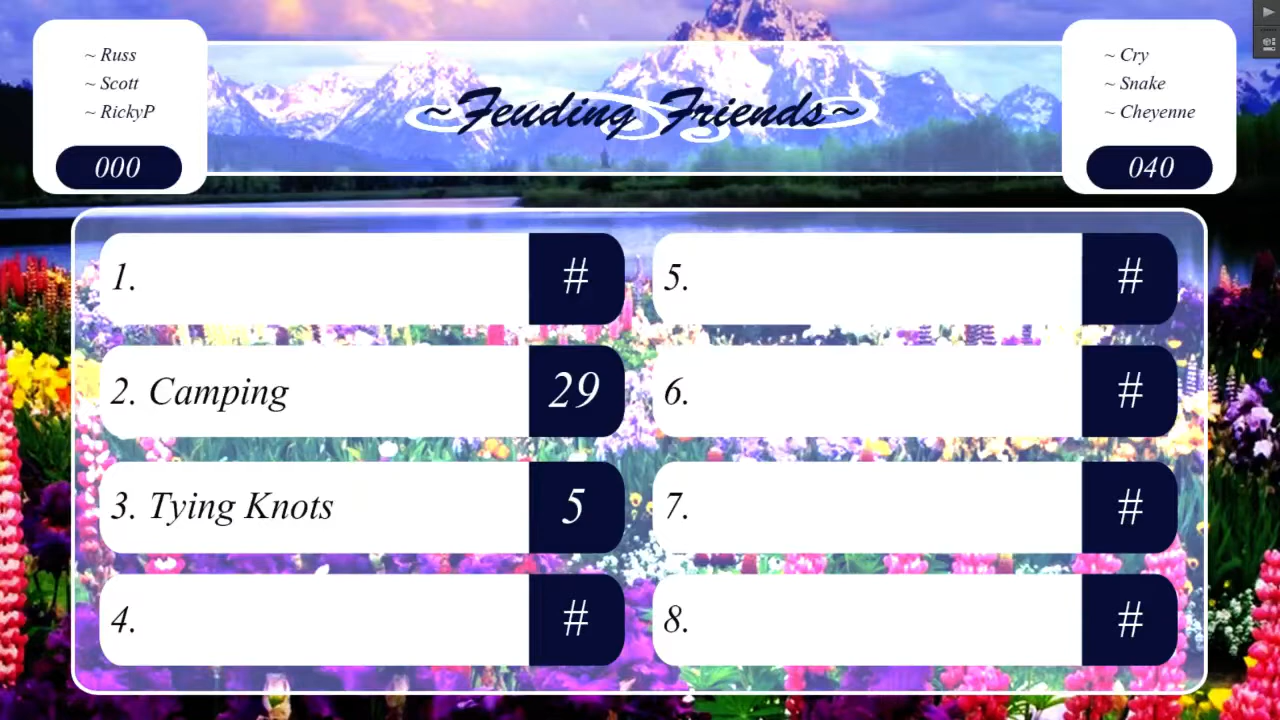 ~ Russ
~ Scott
~ RickyP
000
~Feuding Friends~
~ Cry
~ Snake
~ Cheyenne
040
1. #
2. Camping 29
3. Tying Knots 5
4. #
5. #
6. #
7. #
8. #